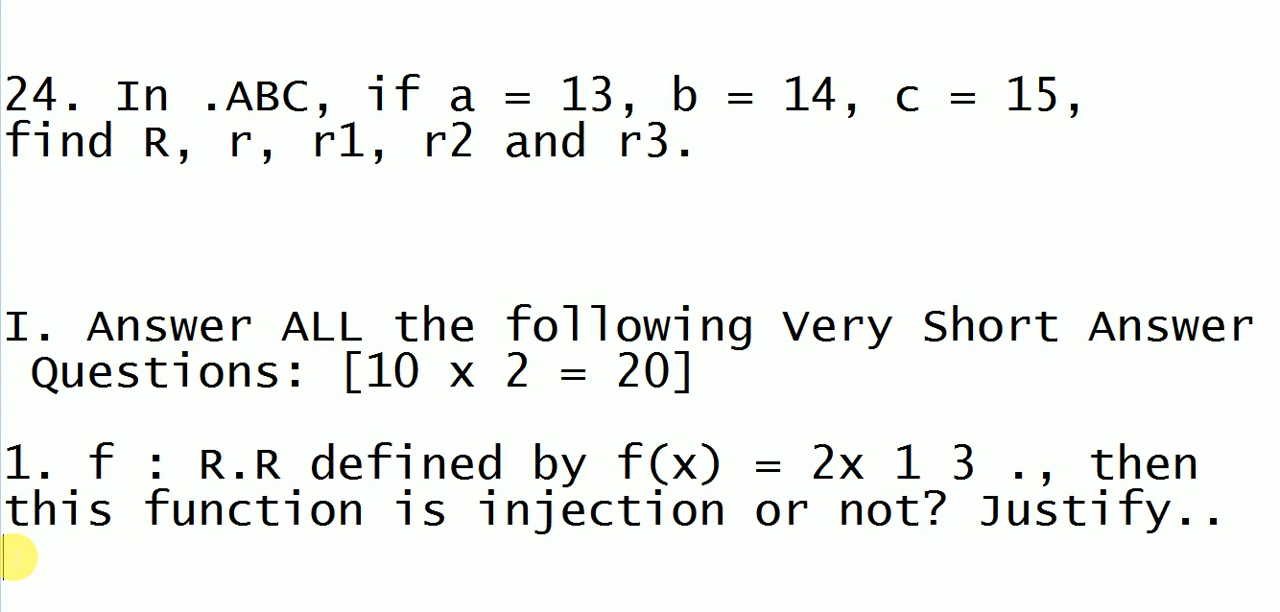 24. In .ABC, if a = 13, b = 14, c = 15,
find R, r, r1, r2 and r3.
I. Answer ALL the following Very Short Answer
Questions: [10 x 2 = 20]
1. f : R.R defined by f(x) = 2x 1 3 ., then
this function is injection or not? Justify..